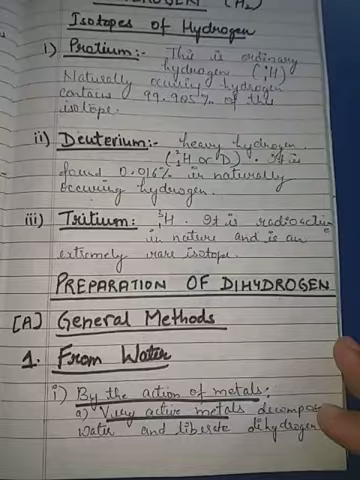 HYDROGEN (H₂)
Isotopes of Hydrogen
i) Protium:- This is ordinary
hydrogen (¹₁H)
Naturally occuring hydrogen
contains 99.985% of this
isotope.
ii) Deuterium:- heavy hydrogen.
(²₁H or D). It is
found 0.016% in naturally
occuring hydrogen.
iii) Tritium: ³₁H. It is radioactive
in nature and is an
extremely rare isotope.
PREPARATION OF DIHYDROGEN
[A] General Methods
1. From Water
i) By the action of metals:
a) Very active metals decompose
water and liberate dihydrogen